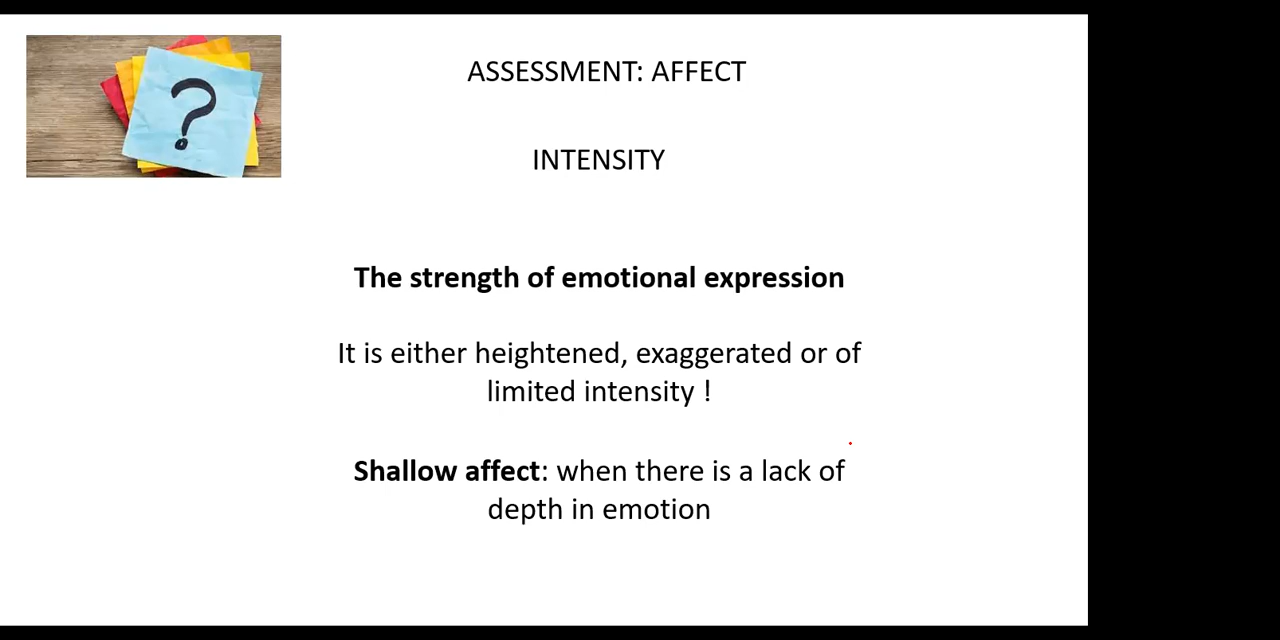 ?
ASSESSMENT: AFFECT
INTENSITY
The strength of emotional expression
It is either heightened, exaggerated or of
limited intensity !
Shallow affect: when there is a lack of
depth in emotion